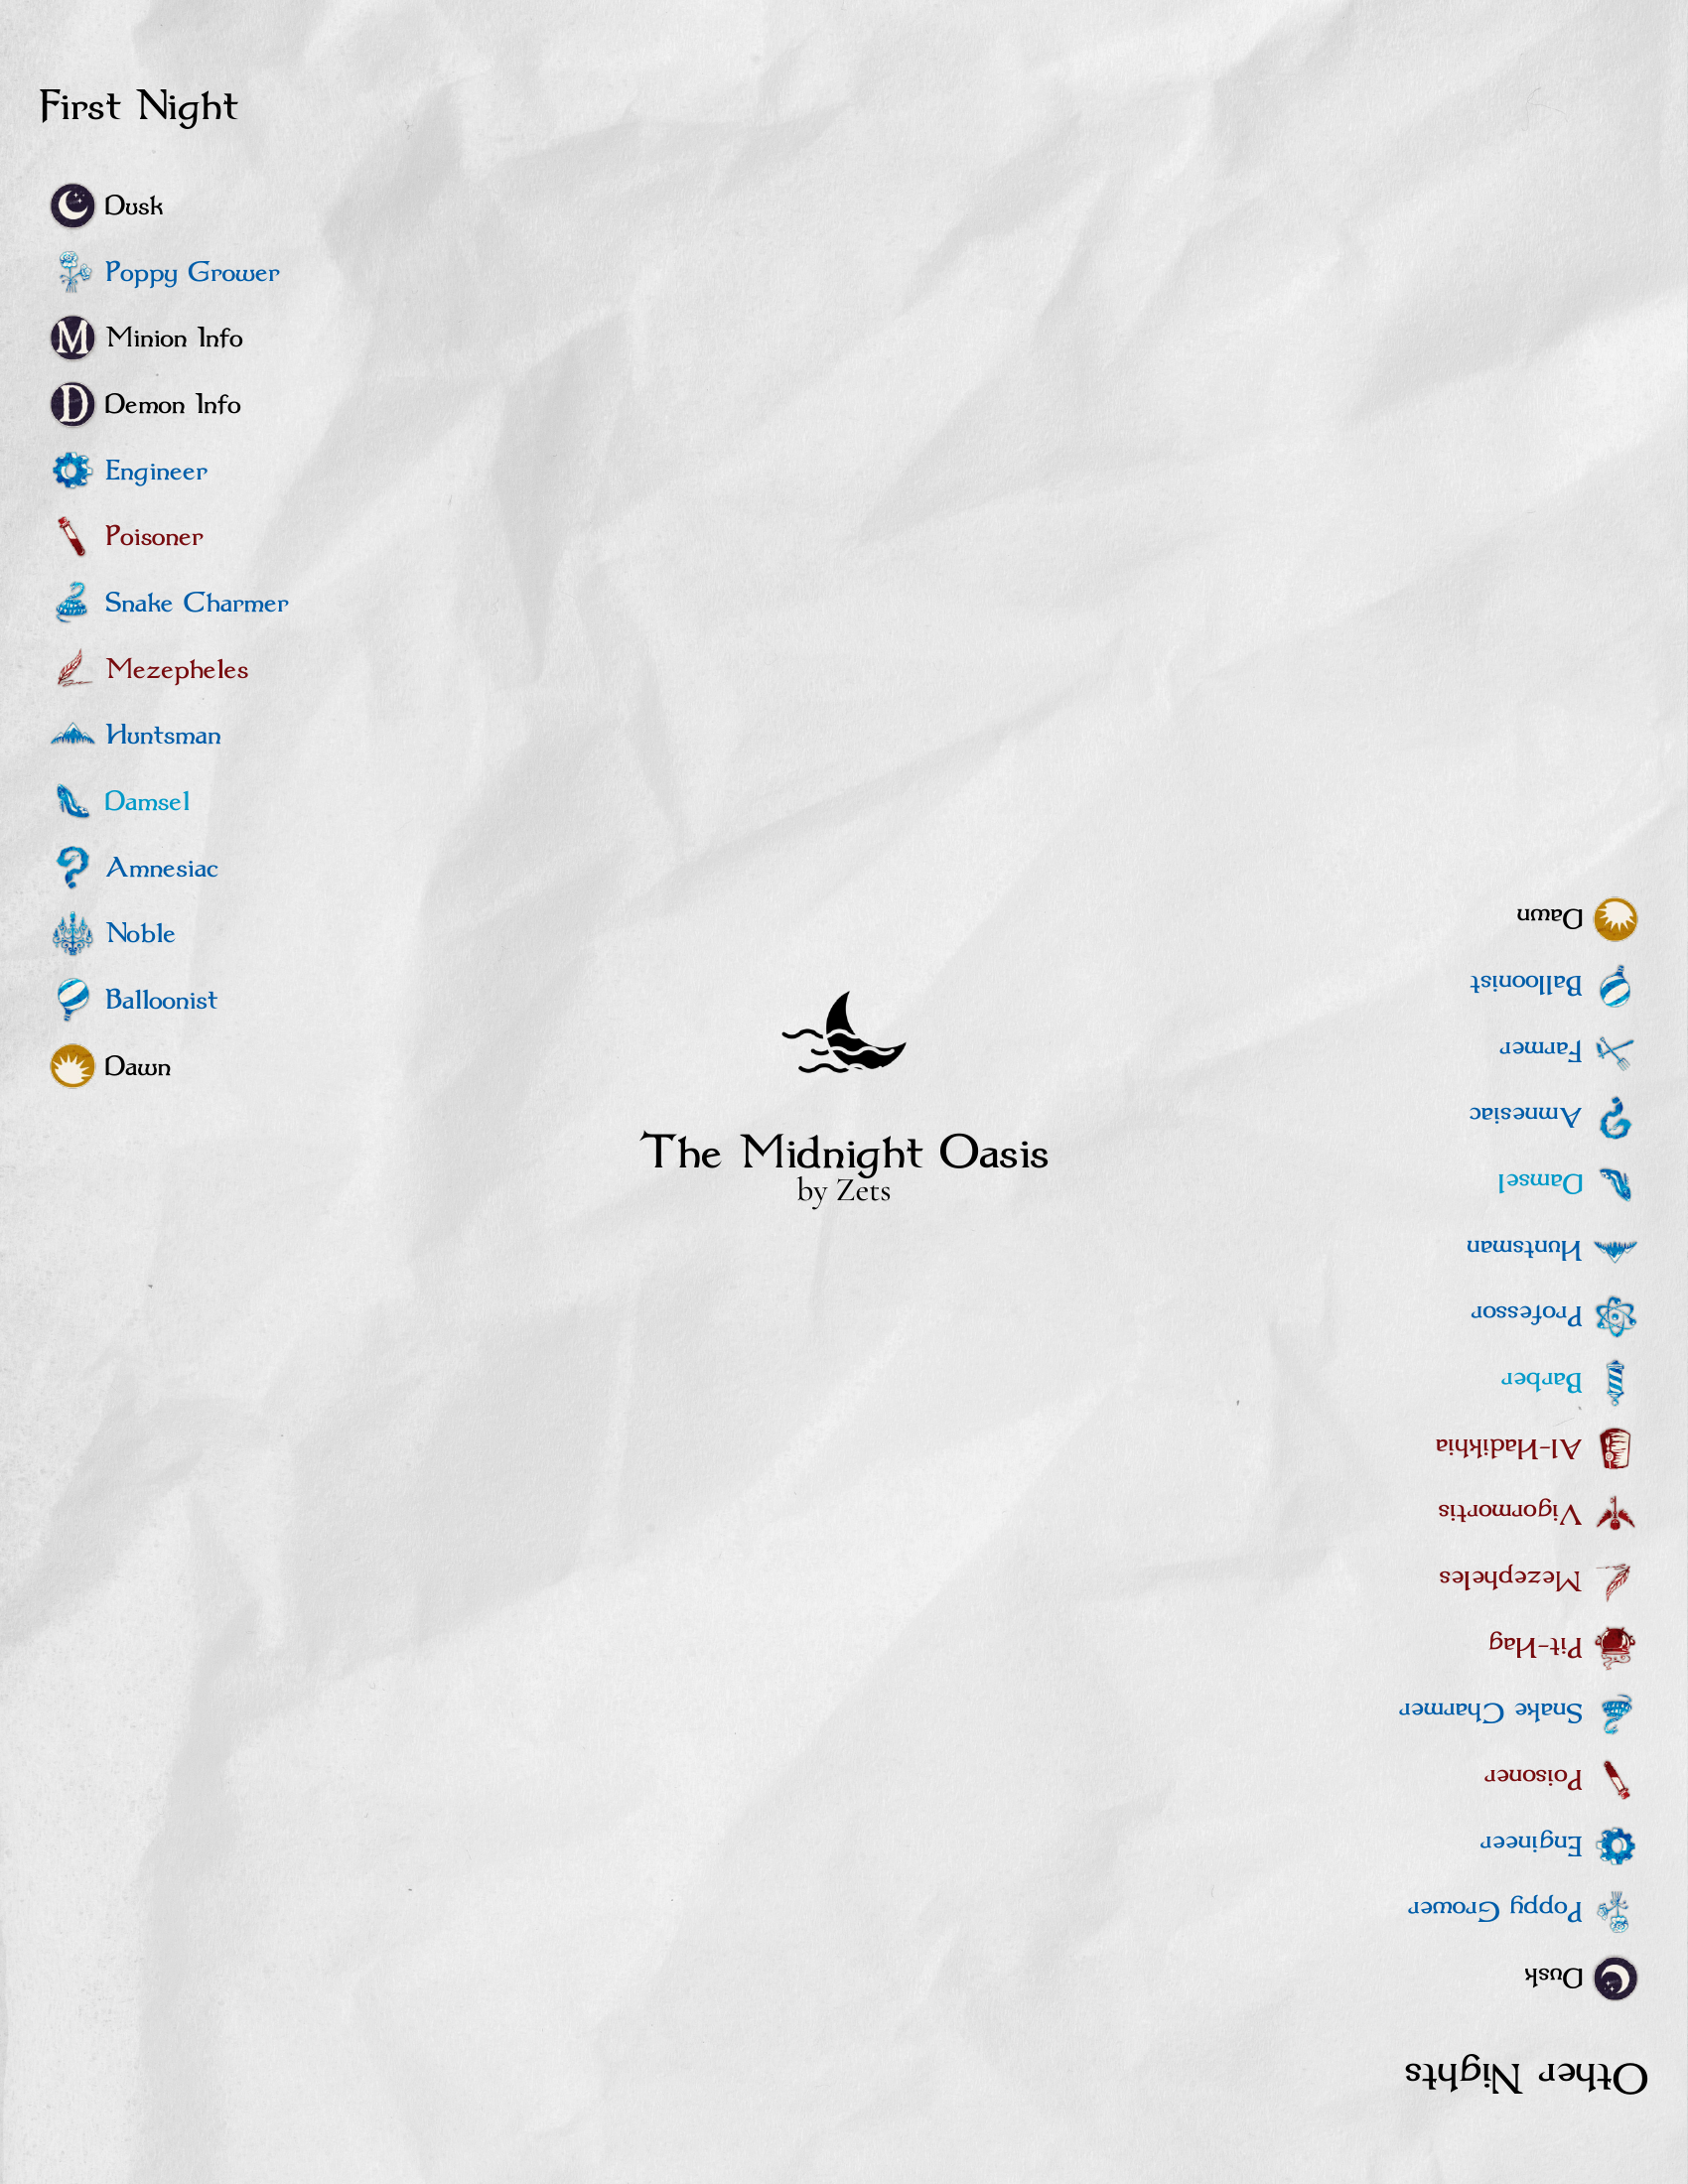 First Night
Dusk
Poppy Grower
M Minion Info
D Demon Info
Engineer
Poisoner
Snake Charmer
Mezepheles
Huntsman
Damsel
Amnesiac
Noble
Balloonist
Dawn
The Midnight Oasis
by Zets
Other Nights
Dusk
Poppy Grower
Engineer
Poisoner
Snake Charmer
Pit-Hag
Mezepheles
Vigormortis
Al-Hadikhia
Barber
Professor
Huntsman
Damsel
Amnesiac
Farmer
Balloonist
Dawn